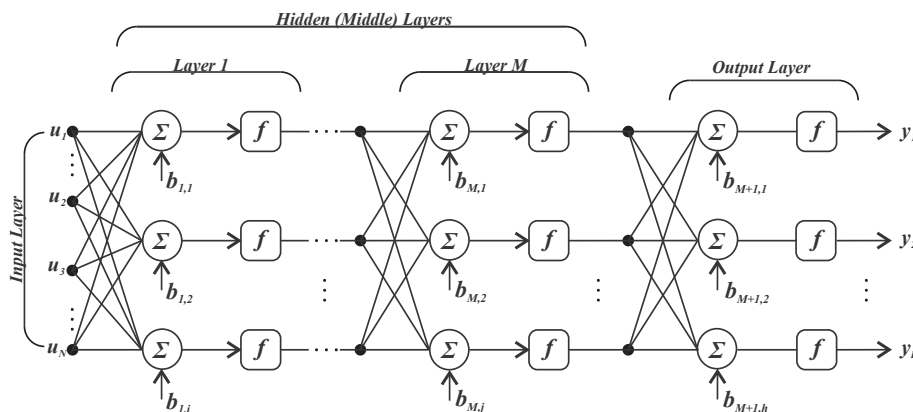 Hidden (Middle) Layers
Layer 1
Layer M
Output Layer
Input Layer
u1 Σ f ... Σ f Σ f y
b1,1 bM,1 bM+1,1
u2
Σ f ... Σ f Σ f y
u3
b1,2 bM,2 bM+1,2
uN Σ f ... Σ f Σ f y
b1,i bM,j bM+1,h